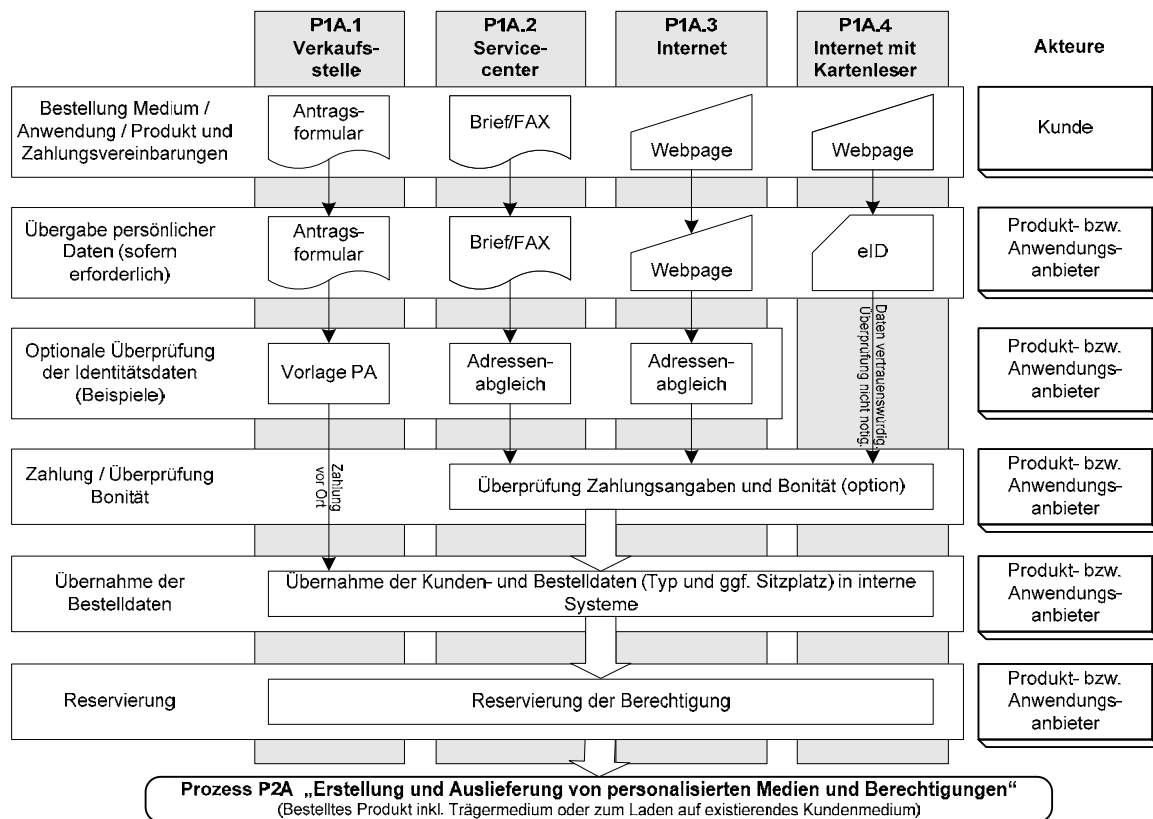 P1A.1
Verkaufs-
stelle
P1A.2
Service-
center
P1A.3
Internet
P1A.4
Internet mit
Kartenleser
Akteure
Bestellung Medium /
Anwendung / Produkt und
Zahlungsvereinbarungen
Antrags-
formular
Brief/FAX
Webpage
Webpage
Kunde
Übergabe persönlicher
Daten (sofern
erforderlich)
Antrags-
formular
Brief/FAX
Webpage
eID
Produkt- bzw.
Anwendungs-
anbieter
Optionale Überprüfung
der Identitätsdaten
(Beispiele)
Vorlage PA
Adressen-
abgleich
Adressen-
abgleich
Daten vertrauenswürdig,
Überprüfung nicht nötig.
Produkt- bzw.
Anwendungs-
anbieter
Zahlung / Überprüfung
Bonität
Zahlung
vor Ort
Überprüfung Zahlungsangaben und Bonität (option)
Produkt- bzw.
Anwendungs-
anbieter
Übernahme der
Bestelldaten
Übernahme der Kunden- und Bestelldaten (Typ und ggf. Sitzplatz) in interne
Systeme
Produkt- bzw.
Anwendungs-
anbieter
Reservierung
Reservierung der Berechtigung
Produkt- bzw.
Anwendungs-
anbieter
Prozess P2A „Erstellung und Auslieferung von personalisierten Medien und Berechtigungen“
(Bestelltes Produkt inkl. Trägermedium oder zum Laden auf existierendes Kundenmedium)